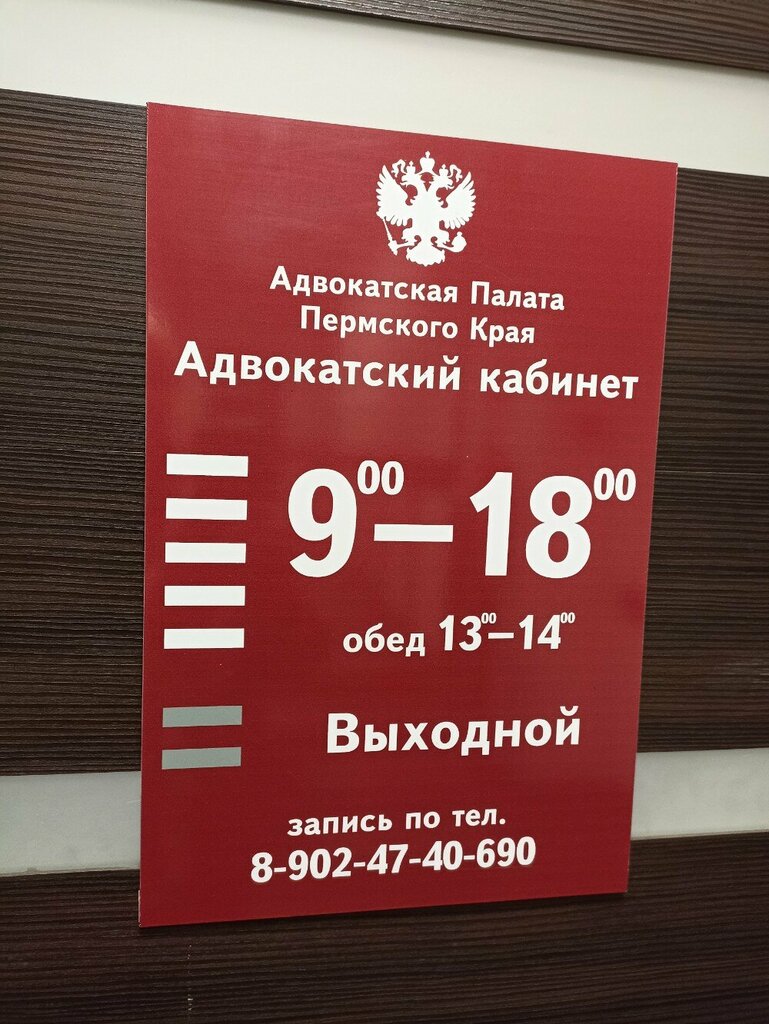 Адвокатская Палата
Пермского Края
Адвокатский кабинет
9⁰⁰–18⁰⁰
обед 13⁰⁰–14⁰⁰
Выходной
запись по тел.
8-902-47-40-690